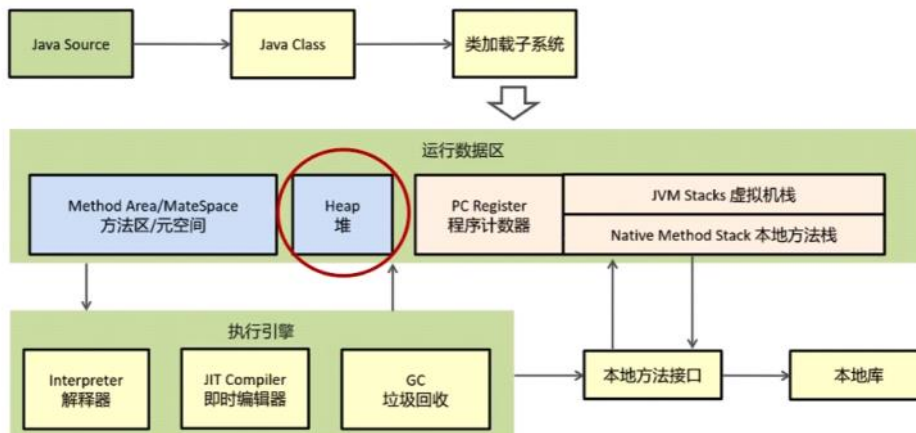 Java Source
Java Class
类加载子系统
运行数据区
Method Area/MateSpace
方法区/元空间
Heap
堆
PC Register
程序计数器
JVM Stacks 虚拟机栈
Native Method Stack 本地方法栈
执行引擎
Interpreter
解释器
JIT Compiler
即时编辑器
GC
垃圾回收
本地方法接口
本地库